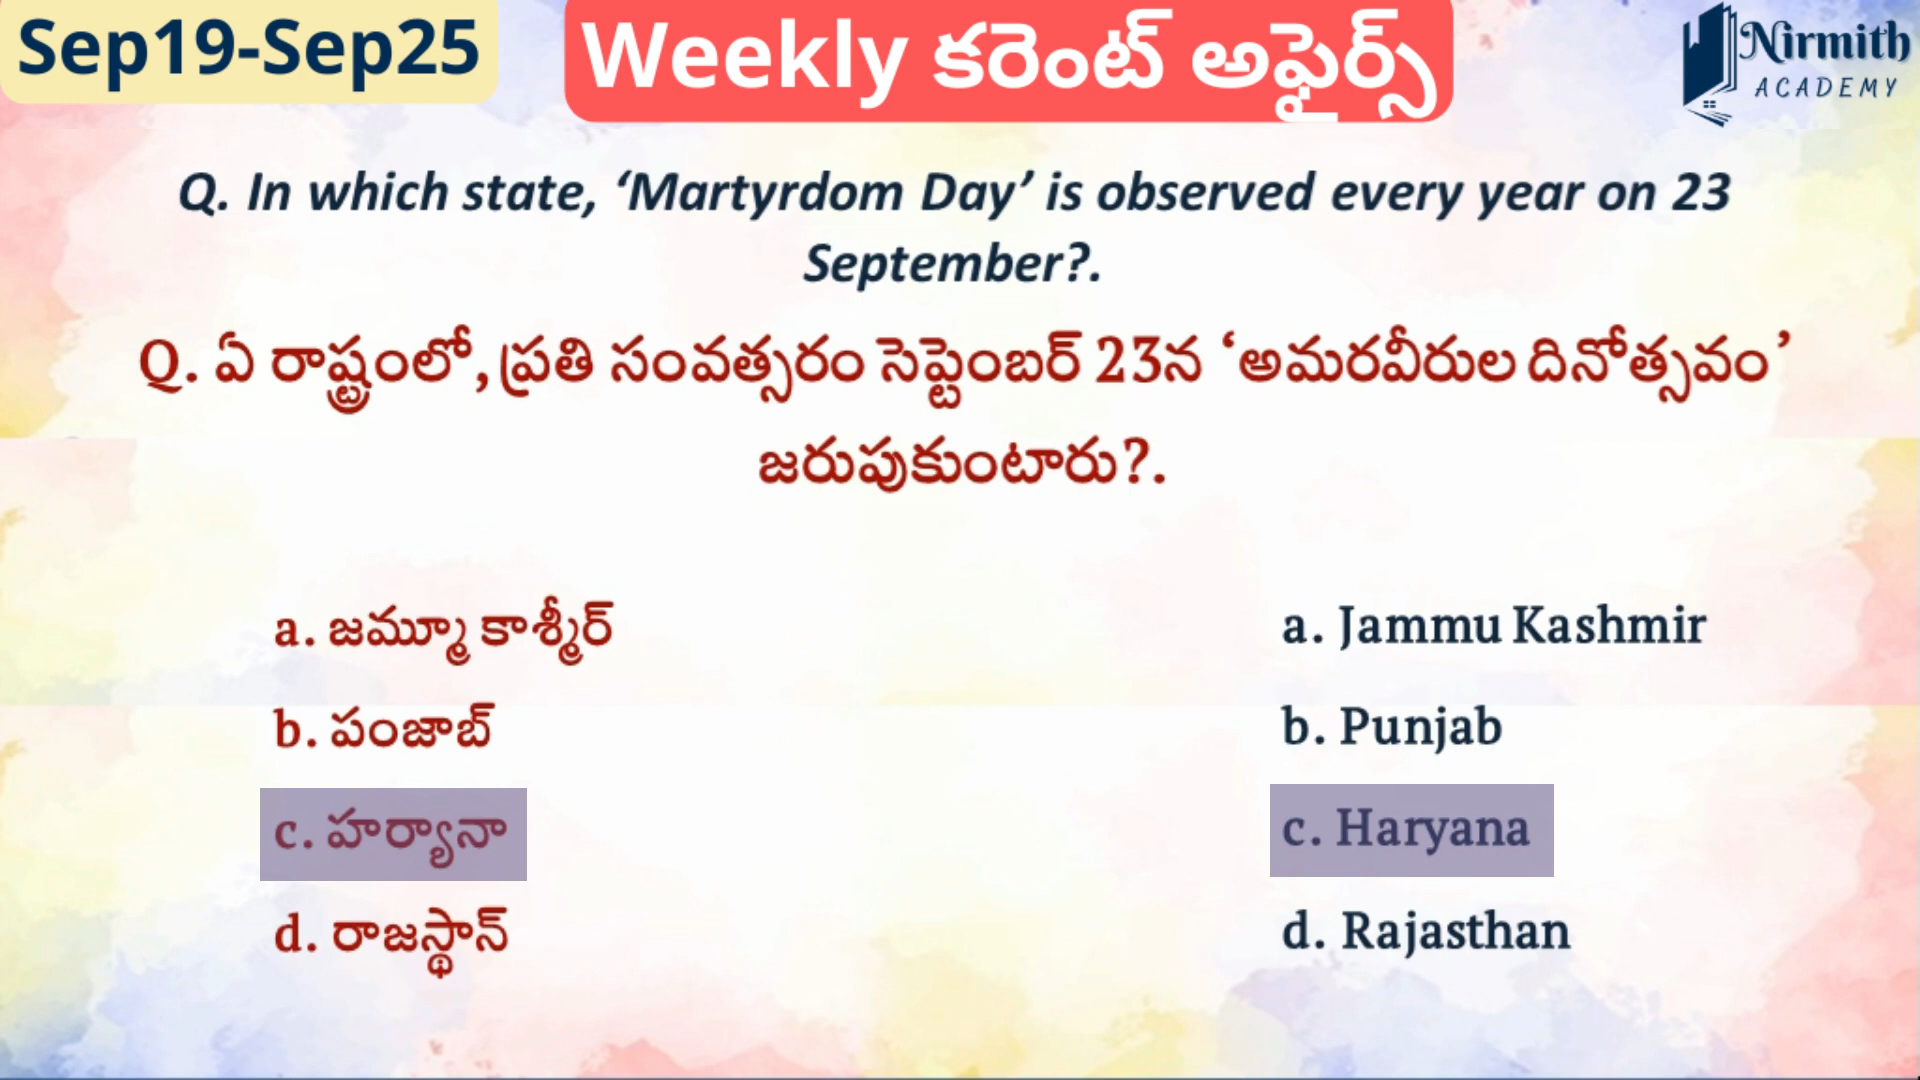 Sep19-Sep25
Weekly కరెంట్ అఫైర్స్
Nirmith
ACADEMY
Q. In which state, ‘Martyrdom Day’ is observed every year on 23
September?.
Q. ఏ రాష్ట్రంలో, ప్రతి సంవత్సరం సెప్టెంబర్ 23న ‘అమరవీరుల దినోత్సవం’
జరుపుకుంటారు?.
a. జమ్మూ కాశ్మీర్
b. పంజాబ్
c. హర్యానా
d. రాజస్థాన్
a. Jammu Kashmir
b. Punjab
c. Haryana
d. Rajasthan